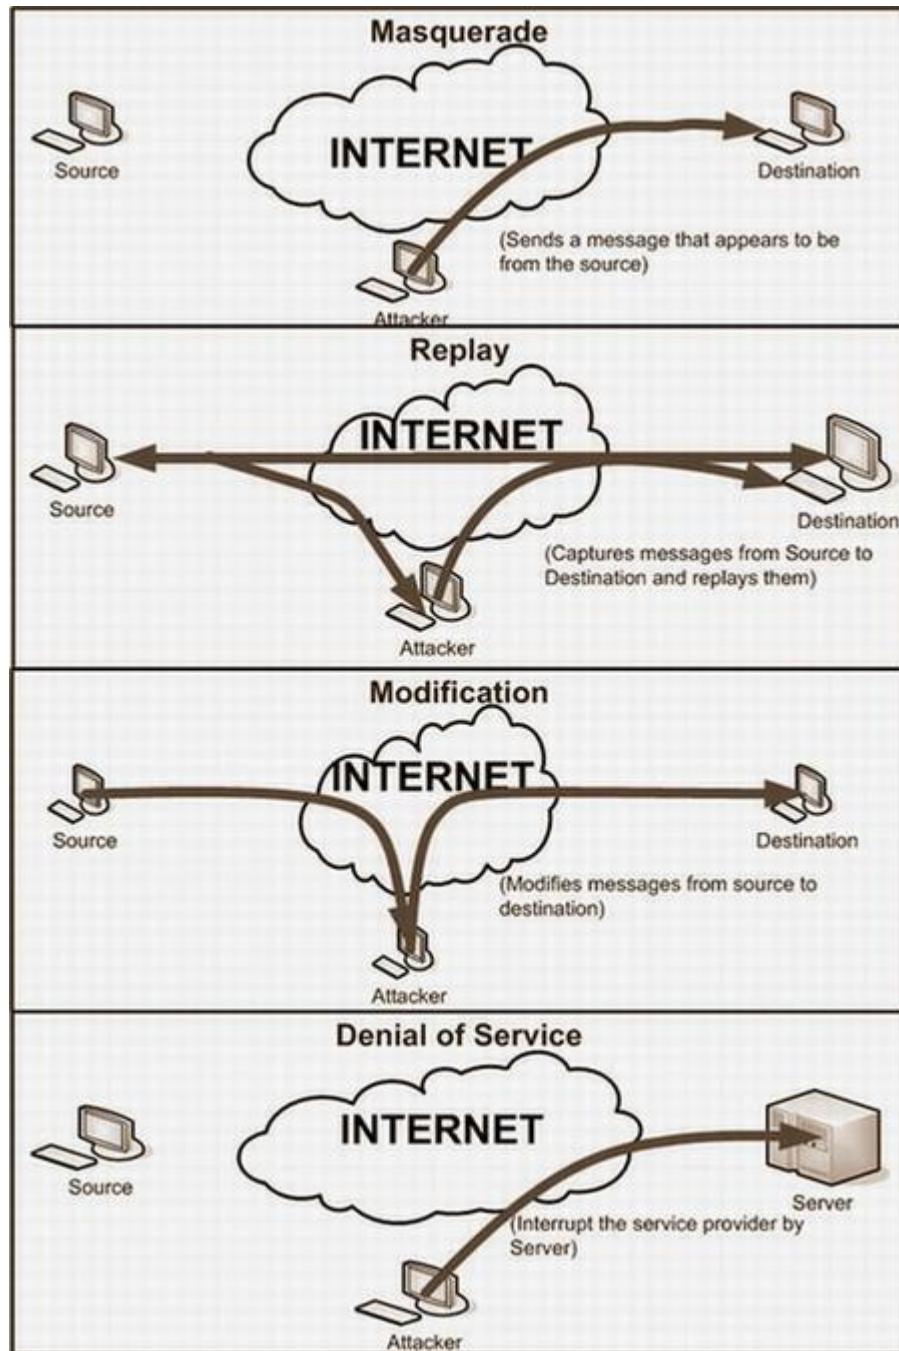 Masquerade
INTERNET
Source
Destination
(Sends a message that appears to be
from the source)
Attacker
Replay
INTERNET
Source
Destination
(Captures messages from Source to
Destination and replays them)
Attacker
Modification
INTERNET
Source
Destination
(Modifies messages from source to
destination)
Attacker
Denial of Service
INTERNET
Source
Server
(Interrupt the service provider by
Server)
Attacker